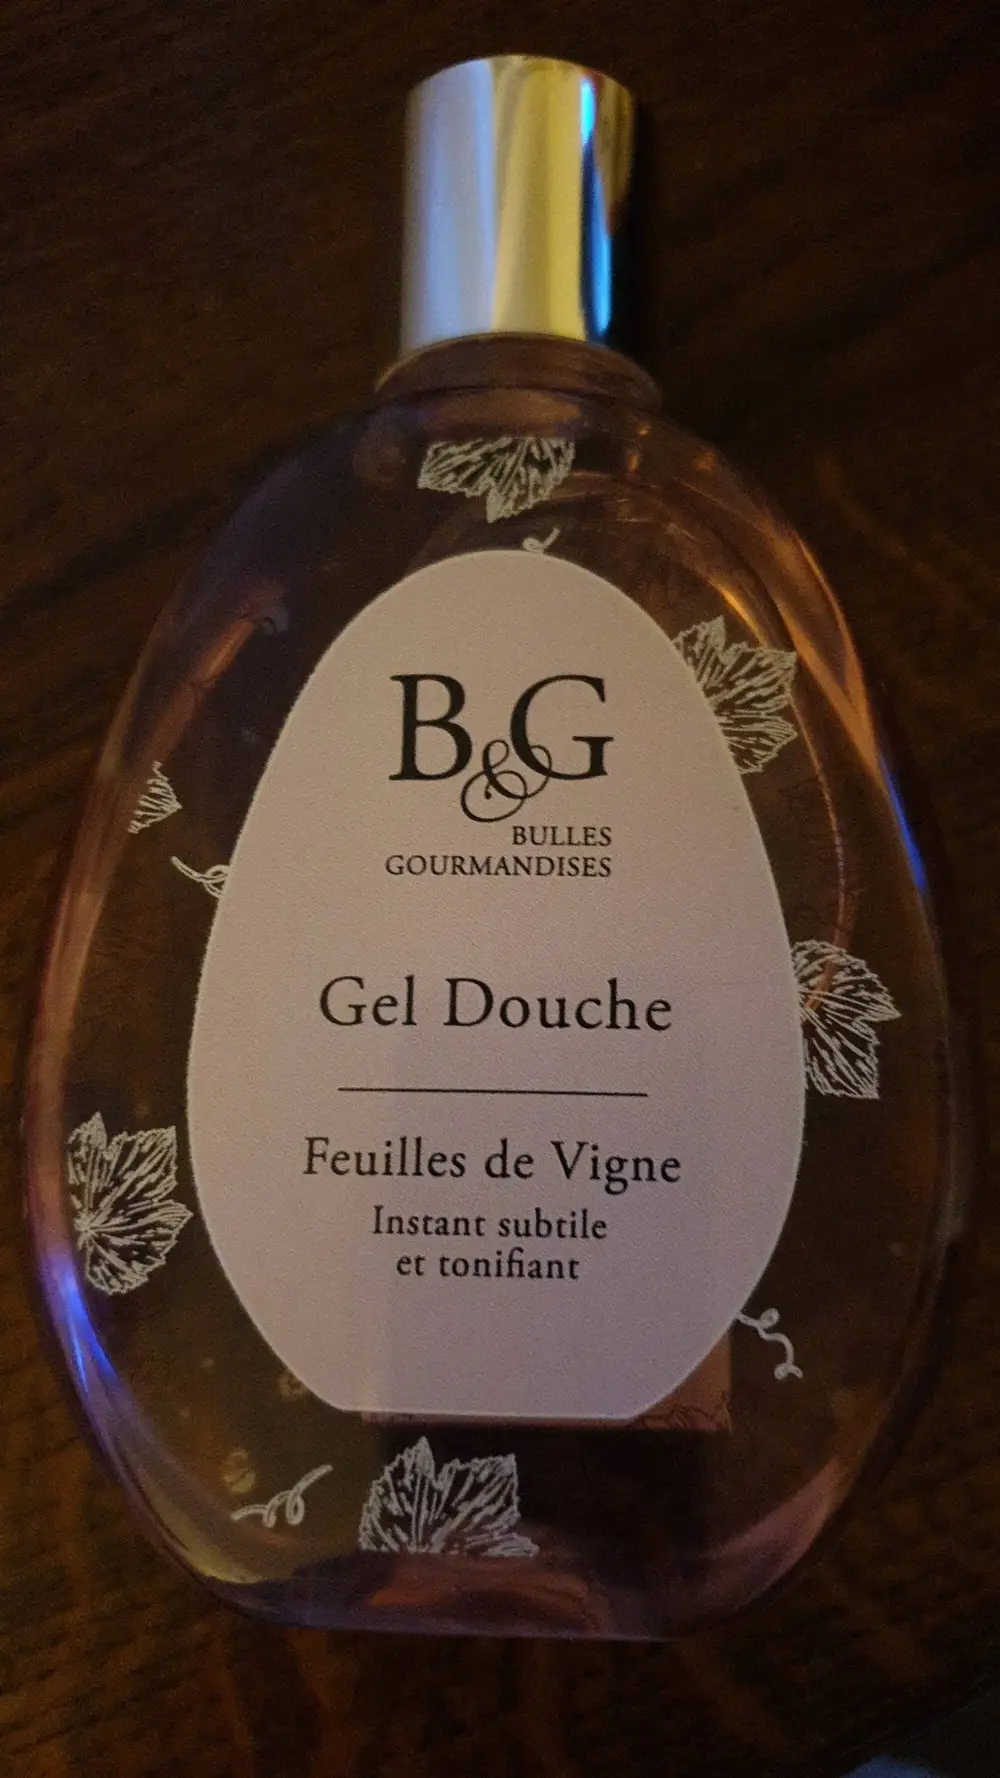 B&G
BULLES
GOURMANDISES
Gel Douche
Feuilles de Vigne
Instant subtile
et tonifiant